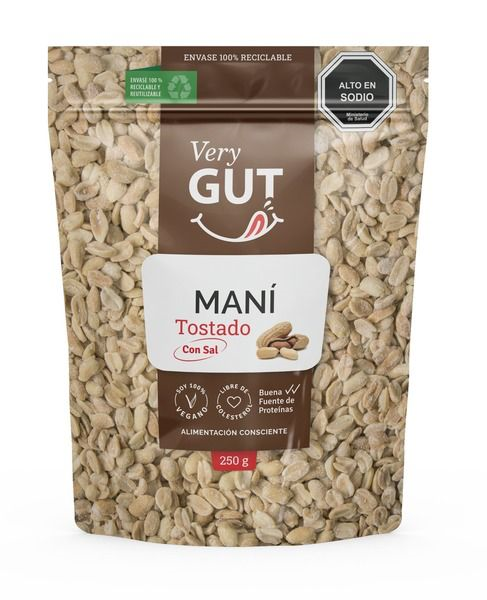 ENVASE 100% RECICLABLE
ENVASE 100%
RECICLABLE Y
REUTILIZABLE
ALTO EN
SODIO
Ministerio
de Salud
Very
GUT
MANÍ
Tostado
Con Sal
SOY 100%
VEGANO
LIBRE DE
COLESTEROL
Buena
Fuente de
Proteínas
ALIMENTACIÓN CONSCIENTE
250 g